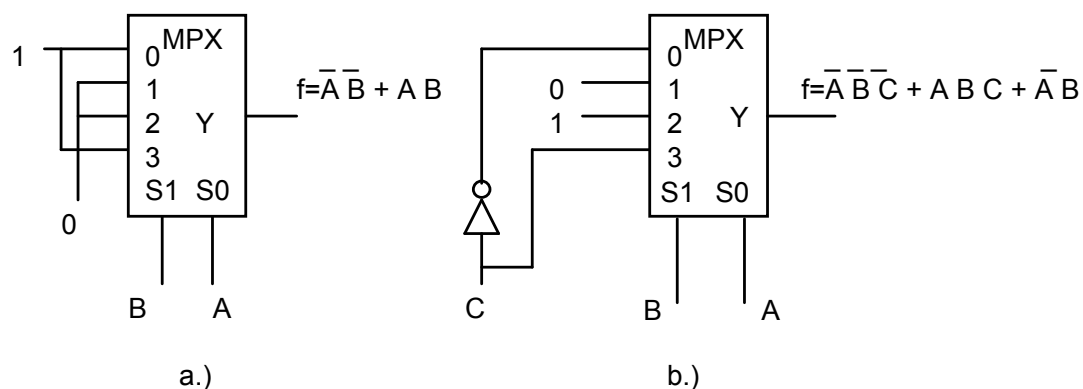 MPX
1
0
1
2
3
Y
S1 S0
0
B A
f=A̅ B̅ + A B
a.)
MPX
0
1
2
3
0
1
Y
S1 S0
C
B A
f=A̅ B̅ C̅ + A B C + A̅ B
b.)